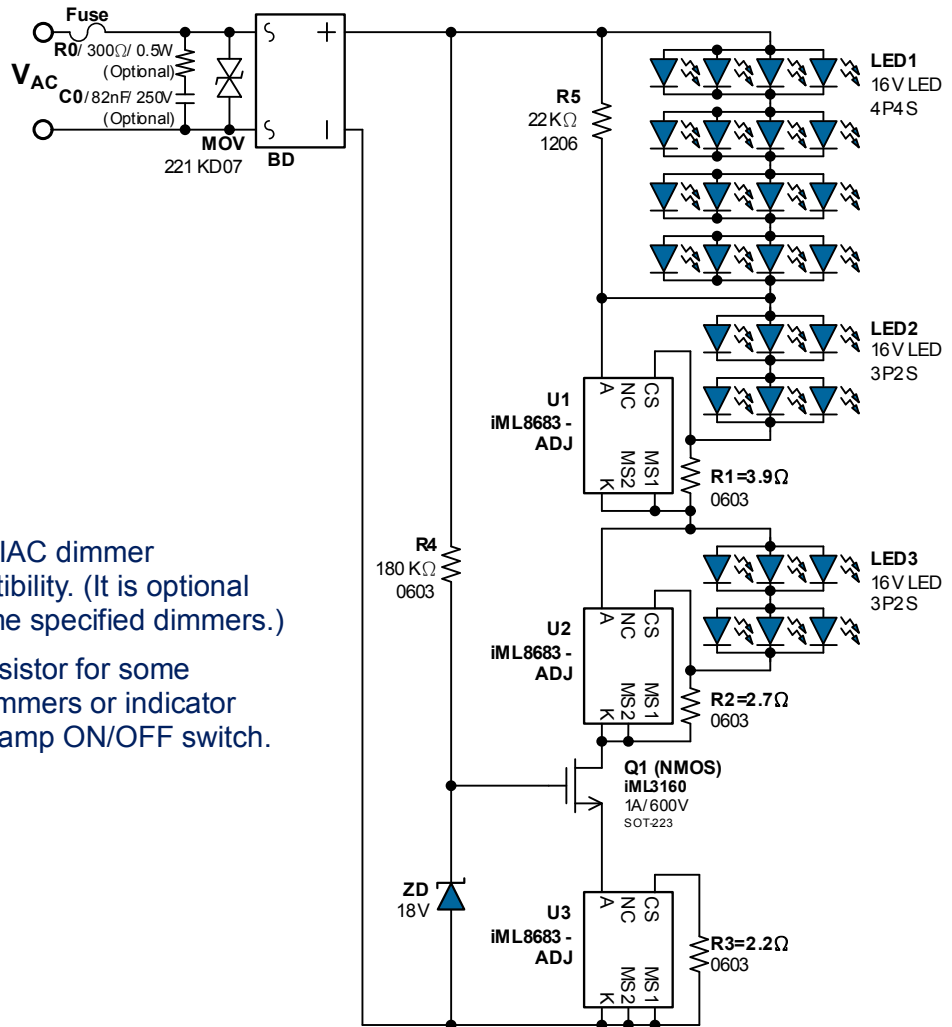 Fuse
R0/ 300Ω/ 0.5W
(Optional)
VAC
C0/82nF/ 250V
(Optional)
MOV
221 KD07
BD
R5
22KΩ
1206
LED1
16V LED
4P4S
LED2
16V LED
3P2S
U1
iML8683 -
ADJ
A
NC
CS
K
MS2
MS1
R1=3.9Ω
0603
IAC dimmer
tibility. (It is optional
ne specified dimmers.)
sistor for some
mmers or indicator
amp ON/OFF switch.
R4
180 KΩ
0603
LED3
16V LED
3P2S
U2
iML8683 -
ADJ
A
NC
CS
K
MS2
MS1
R2=2.7Ω
0603
Q1 (NMOS)
iML3160
1A/ 600V
SOT-223
ZD
18V
U3
iML8683 -
ADJ
A
NC
CS
K
MS2
MS1
R3=2.2Ω
0603